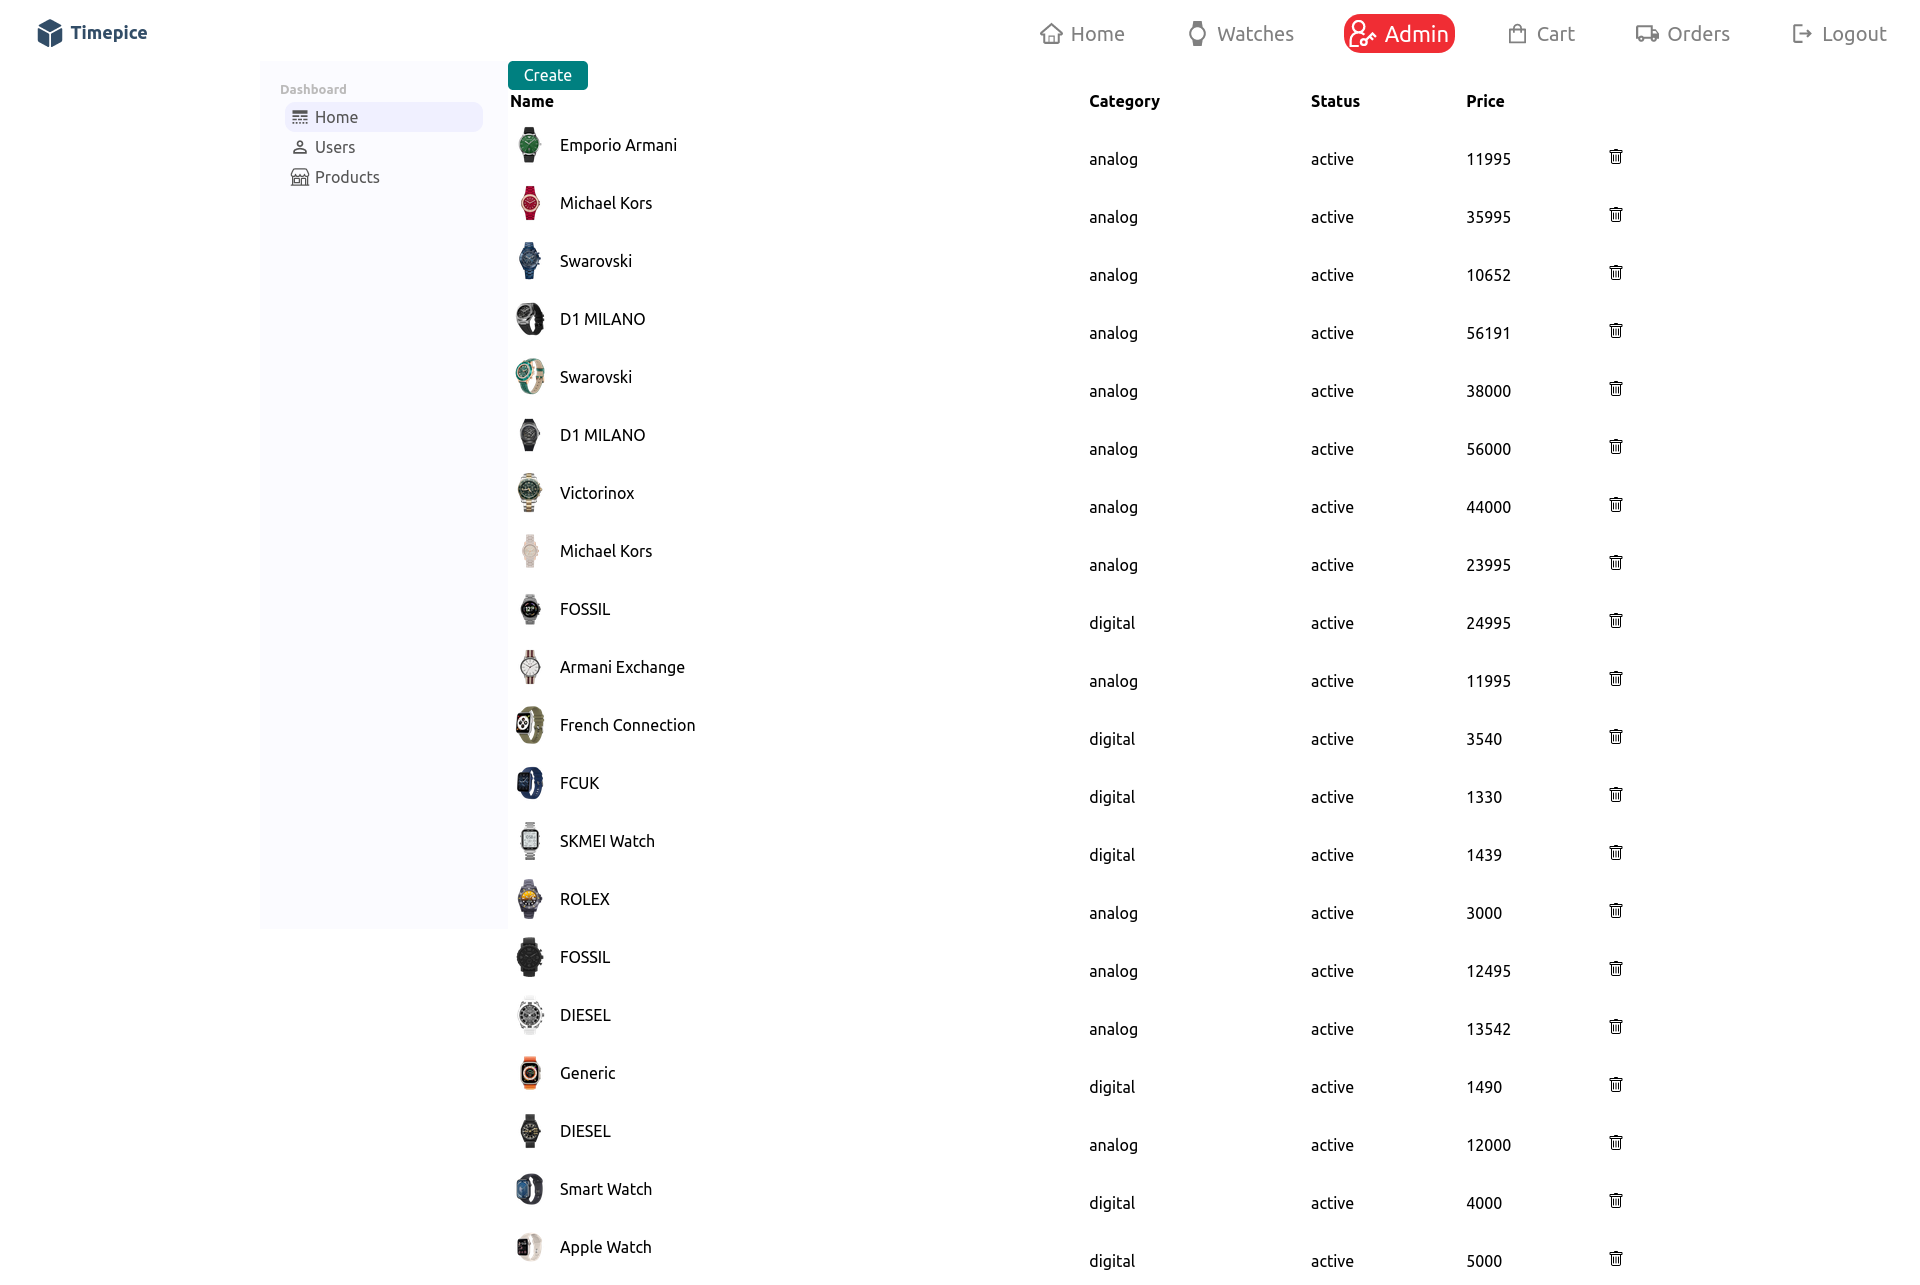 Timepice
Home Watches Admin Cart Orders Logout
Dashboard
Home
Users
Products
Create
Name Category Status Price
Emporio Armani analog active 11995
Michael Kors analog active 35995
Swarovski analog active 10652
D1 MILANO analog active 56191
Swarovski analog active 38000
D1 MILANO analog active 56000
Victorinox analog active 44000
Michael Kors analog active 23995
FOSSIL digital active 24995
Armani Exchange analog active 11995
French Connection digital active 3540
FCUK digital active 1330
SKMEI Watch digital active 1439
ROLEX analog active 3000
FOSSIL analog active 12495
DIESEL analog active 13542
Generic digital active 1490
DIESEL analog active 12000
Smart Watch digital active 4000
Apple Watch digital active 5000